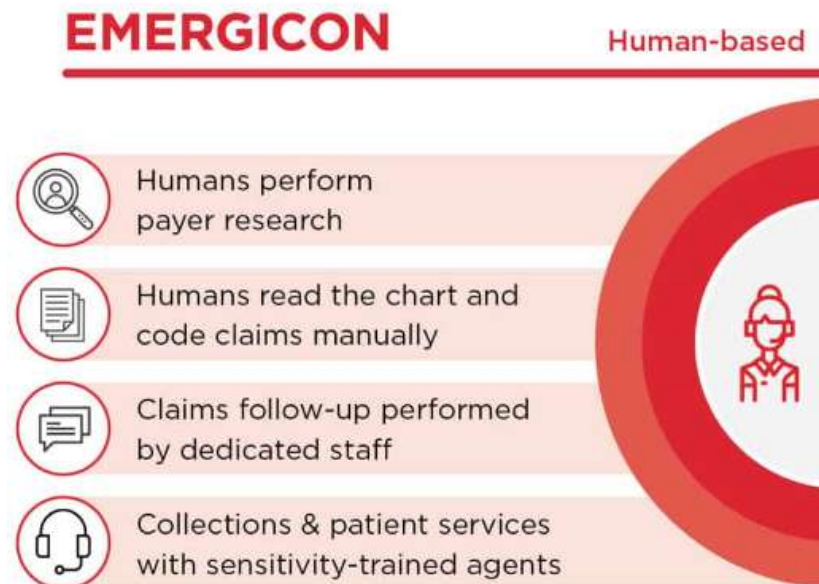 EMERGICON
Human-based
Humans perform
payer research
Humans read the chart and
code claims manually
Claims follow-up performed
by dedicated staff
Collections & patient services
with sensitivity-trained agents